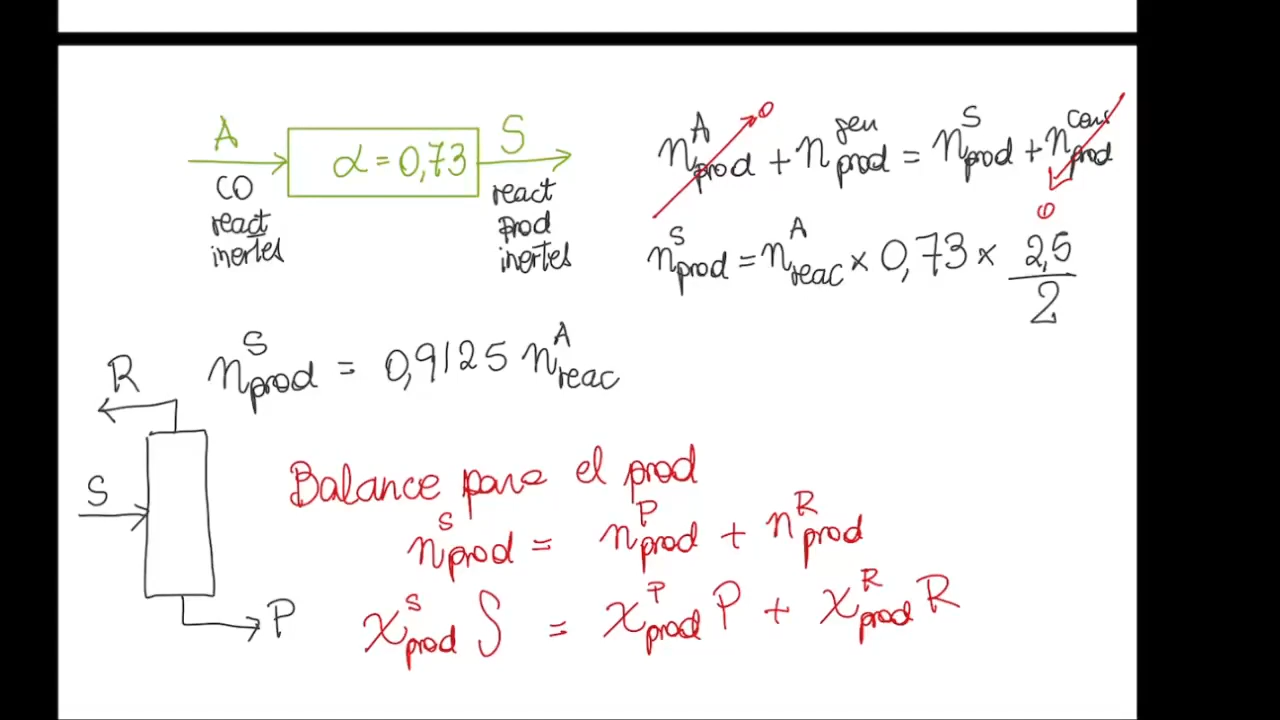 A
α = 0,73
S
CO
react
inertes
react
prod
inertes
n^A_prod + n^gen_prod = n^S_prod + n^cons_prod
0
0
n^S_prod = n^A_reac × 0,73 × 2,5/2
n^S_prod = 0,9125 n^A_reac
R
S
P
Balance para el prod
n^S_prod = n^P_prod + n^R_prod
x^S_prod S = x^P_prod P + x^R_prod R